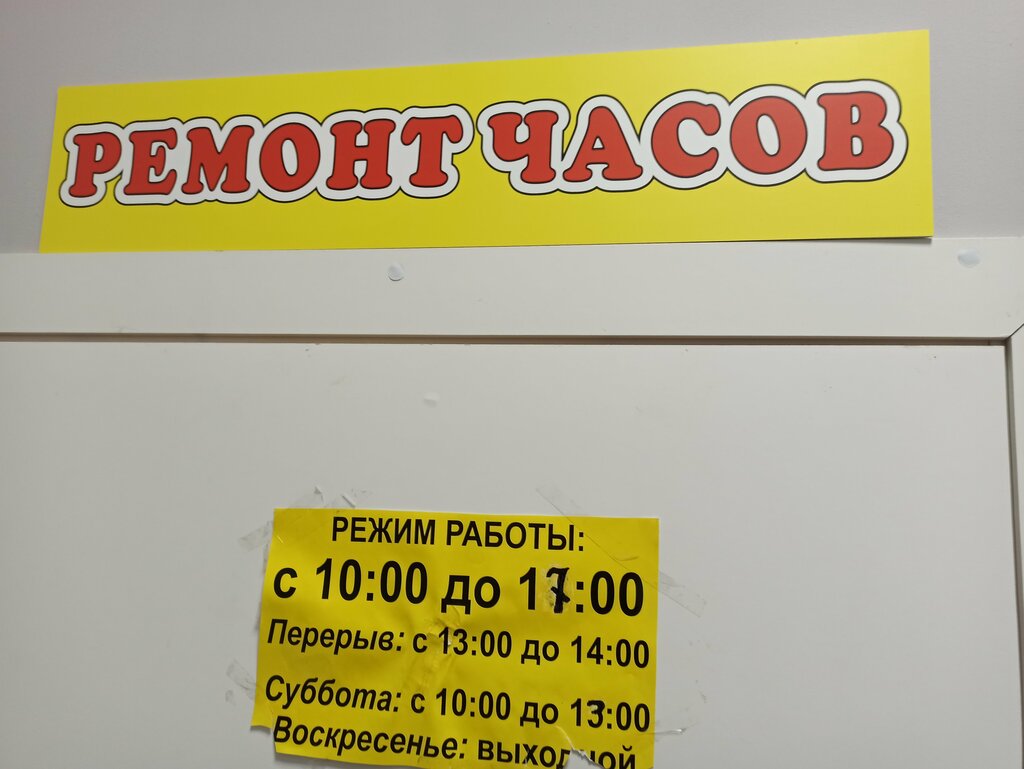 РЕМОНТ ЧАСОВ
РЕЖИМ РАБОТЫ:
с 10:00 до 17:00
Перерыв: с 13:00 до 14:00
Суббота: с 10:00 до 13:00
Воскресенье: выходной